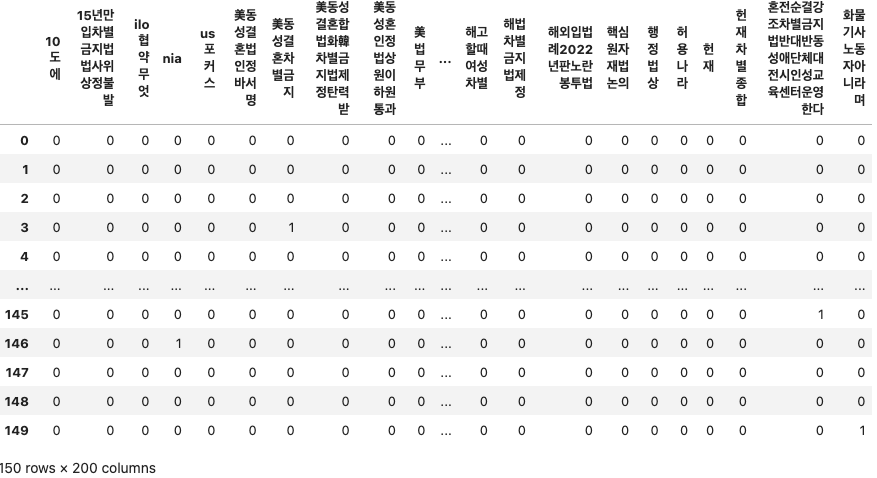 10
도
에
15년만
입차별
금지법
법사위
상정불
발
ilo
협
약
무
엇
nia
us
포
커
스
美동
성결
혼법
인정
바서
명
美동
성결
혼차
별금
지
美동성
결혼합
법화韓
차별금
지법제
정탄력
받
美동
성혼
인정
법상
원이
하원
통과
美
법
무
부
...
해고
할때
여성
차별
해법
차별
금지
법제
정
해외입법
례2022
년판노란
봉투법
핵심
원자
재법
논의
행
정
법
상
허
용
나
라
헌
재
헌
재
차
별
종
합
혼전순결강
조차별금지
법반대반동
성애단체대
전시인성교
육센터운영
한다
화물
기사
노동
자아
니라
며
0 0 0 0 0 0 0 0 0 0 0 ... 0 0 0 0 0 0 0 0 0 0
1 0 0 0 0 0 0 0 0 0 0 ... 0 0 0 0 0 0 0 0 0 0
2 0 0 0 0 0 0 0 0 0 0 ... 0 0 0 0 0 0 0 0 0 0
3 0 0 0 0 0 0 1 0 0 0 ... 0 0 0 0 0 0 0 0 0 0
4 0 0 0 0 0 0 0 0 0 0 ... 0 0 0 0 0 0 0 0 0 0
... ... ... ... ... ... ... ... ... ... ... ... ... ... ... ... ... ... ... ... ... ...
145 0 0 0 0 0 0 0 0 0 0 ... 0 0 0 0 0 0 0 0 1 0
146 0 0 0 1 0 0 0 0 0 0 ... 0 0 0 0 0 0 0 0 0 0
147 0 0 0 0 0 0 0 0 0 0 ... 0 0 0 0 0 0 0 0 0 0
148 0 0 0 0 0 0 0 0 0 0 ... 0 0 0 0 0 0 0 0 0 0
149 0 0 0 0 0 0 0 0 0 0 ... 0 0 0 0 0 0 0 0 0 1
150 rows × 200 columns